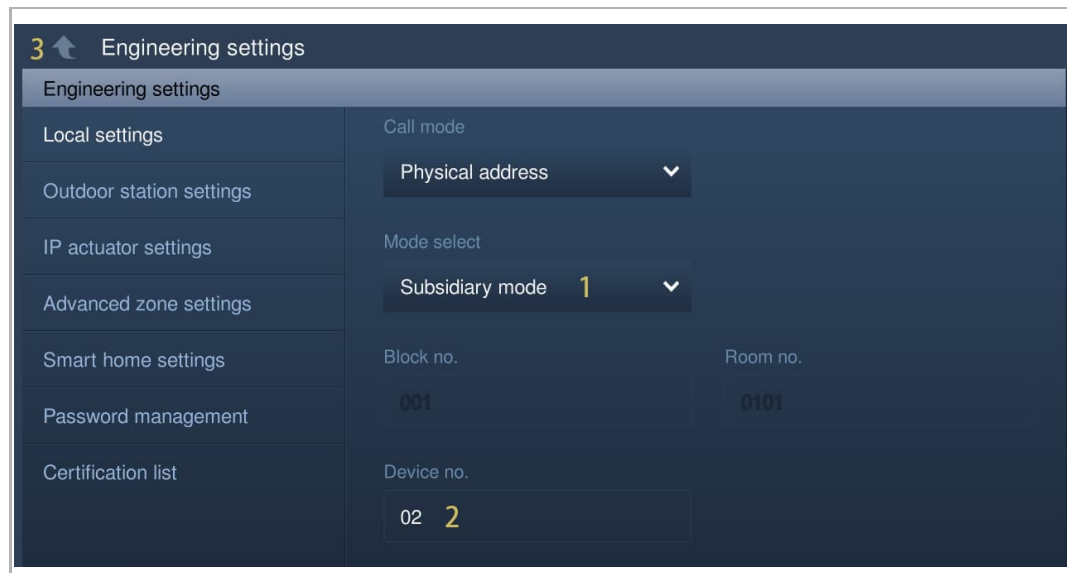 3 Engineering settings
Engineering settings
Local settings
Outdoor station settings
IP actuator settings
Advanced zone settings
Smart home settings
Password management
Certification list
Call mode
Physical address
Mode select
Subsidiary mode 1
Block no. Room no.
001 0101
Device no.
02 2